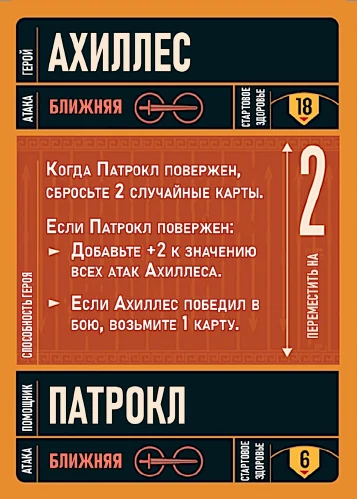 ГЕРОЙ
АХИЛЛЕС
АТАКА
БЛИЖНЯЯ
СТАРТОВОЕ
ЗДОРОВЬЕ
18
СПОСОБНОСТЬ ГЕРОЯ
Когда Патрокл повержен,
сбросьте 2 случайные карты.
Если Патрокл повержен:
► Добавьте +2 к значению
всех атак Ахиллеса.
► Если Ахиллес победил в
бою, возьмите 1 карту.
ПЕРЕМЕСТИТЬ НА
2
ПОМОЩНИК
ПАТРОКЛ
АТАКА
БЛИЖНЯЯ
СТАРТОВОЕ
ЗДОРОВЬЕ
6